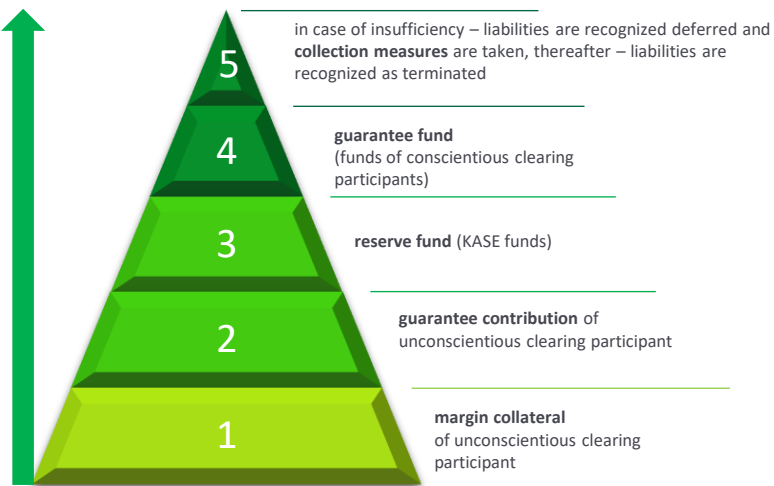 in case of insufficiency – liabilities are recognized deferred and
collection measures are taken, thereafter – liabilities are
recognized as terminated
5
guarantee fund
(funds of conscientious clearing
participants)
4
reserve fund (KASE funds)
3
guarantee contribution of
unconscientious clearing participant
2
margin collateral
of unconscientious clearing
participant
1